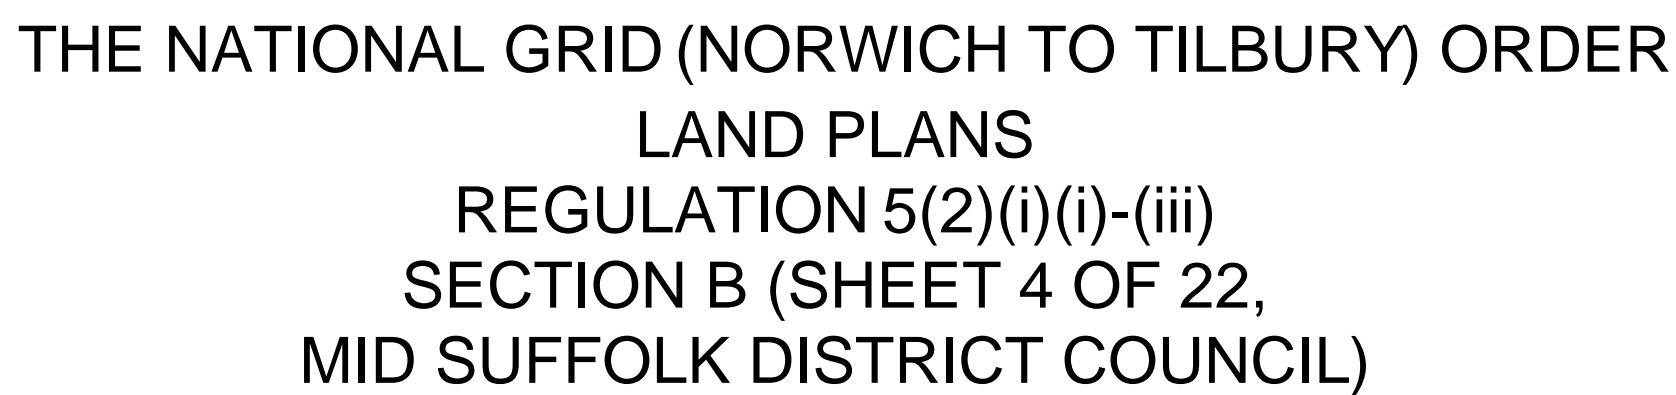 THE NATIONAL GRID (NORWICH TO TILBURY) ORDER
LAND PLANS
REGULATION 5(2)(i)(i)-(iii)
SECTION B (SHEET 4 OF 22,
MID SUFFOLK DISTRICT COUNCIL)